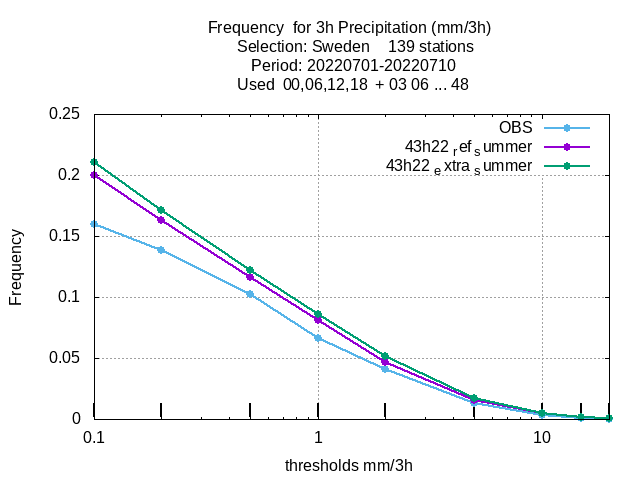 Frequency  for 3h Precipitation (mm/3h)
Selection: Sweden    139 stations
Period: 20220701-20220710
Used  00,06,12,18  + 03 06 ... 48
0.25
0.2
0.15
0.1
0.05
0
Frequency
OBS
43h22 ref summer
43h22 extra summer
0.1
1
10
thresholds mm/3h